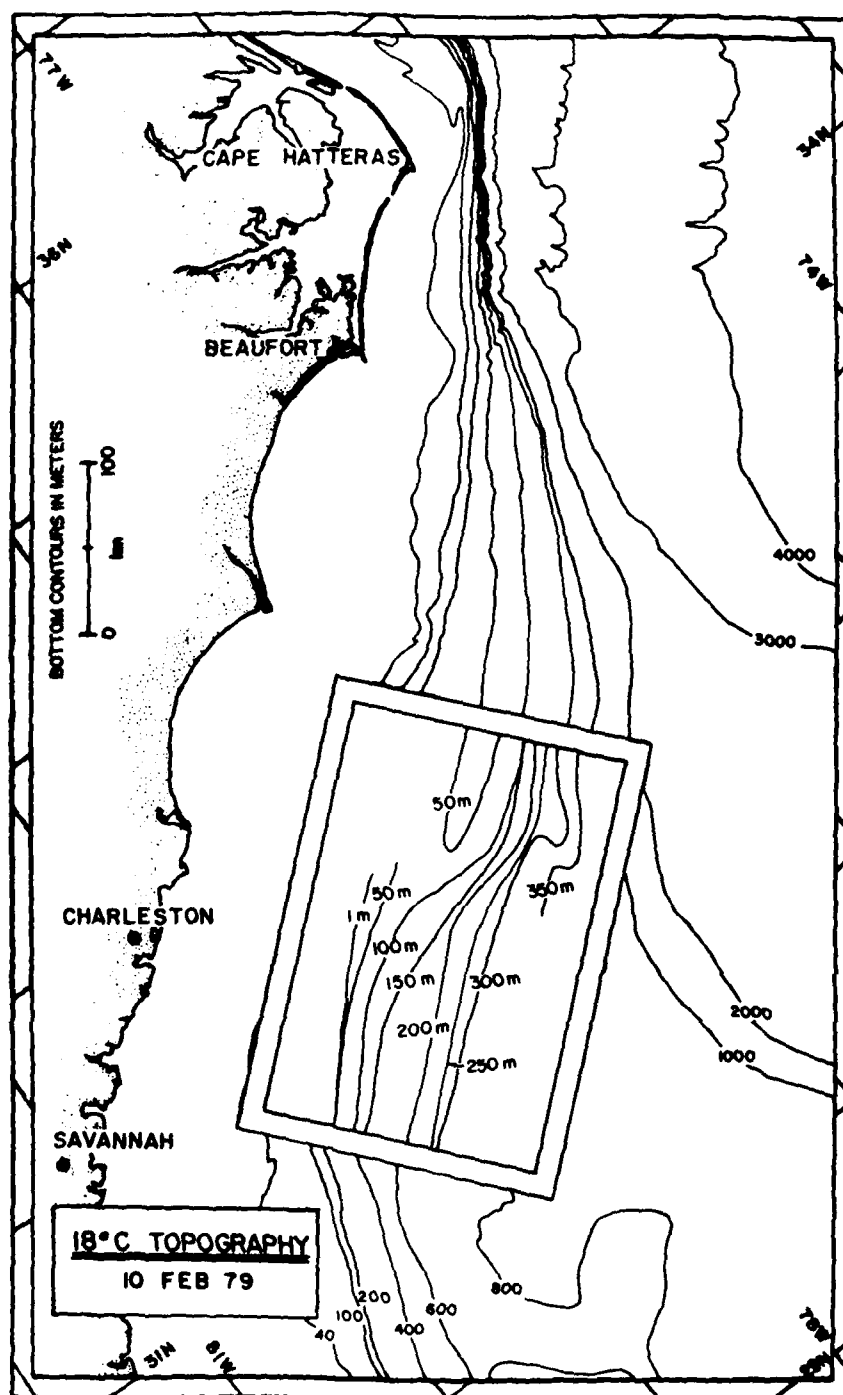 77W
34N
CAPE HATTERAS
36N
74W
BEAUFORT
BOTTOM CONTOURS IN METERS
0 km 100
4000
3000
50m
50m
1m
350m
CHARLESTON
100m
150m
300m
200m
250m
2000
1000
SAVANNAH
18°C TOPOGRAPHY
10 FEB 79
800
200
600
100
400
40
31N
81W